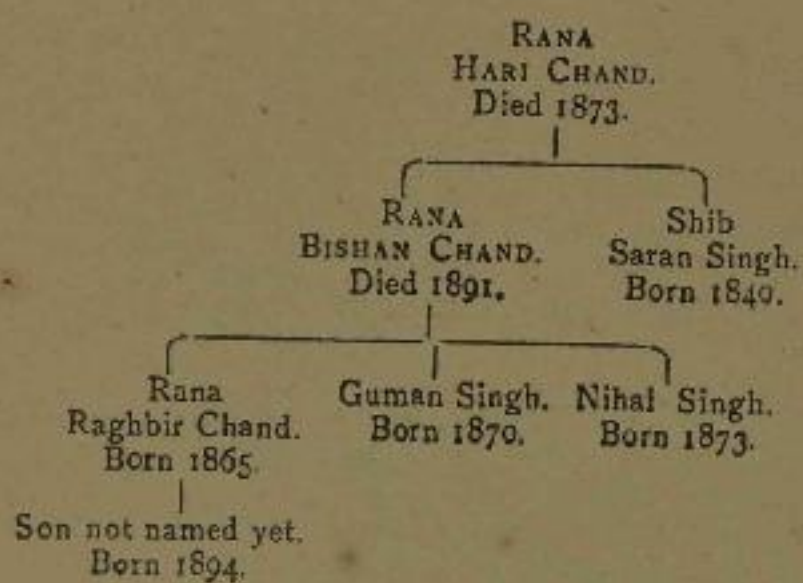 RANA
HARI CHAND.
Died 1873.
RANA
BISHAN CHAND.
Died 1891.
Shib
Saran Singh.
Born 1840.
Rana
Raghbir Chand.
Born 1865.
Guman Singh.
Born 1870.
Nihal Singh.
Born 1873.
Son not named yet.
Born 1894.